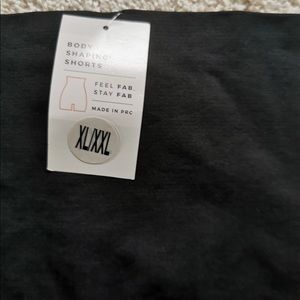 BODY
SHAPING
SHORTS
FEEL FAB.
STAY FAB
MADE IN PRC
XL/XXL